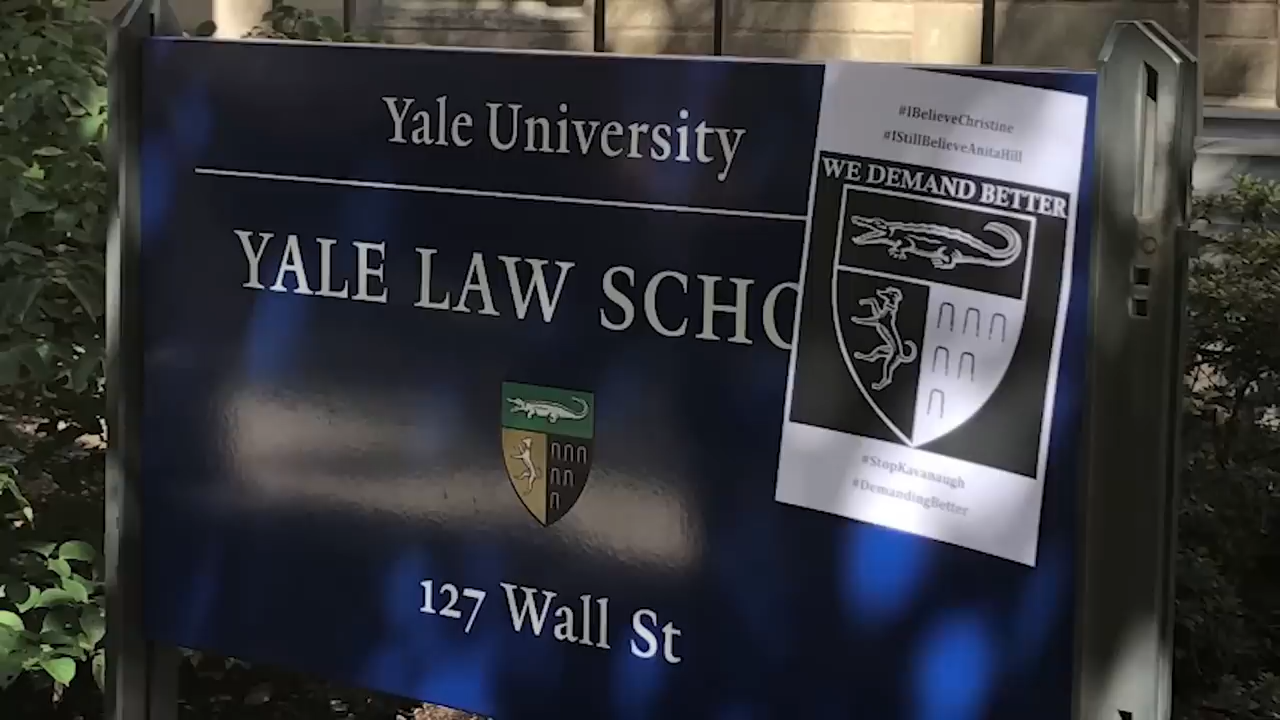 Yale University
YALE LAW SCHO
127 Wall St
#IBelieveChristine
#IStillBelieveAnitaHill
WE DEMAND BETTER
#StopKavanaugh
#DemandingBetter